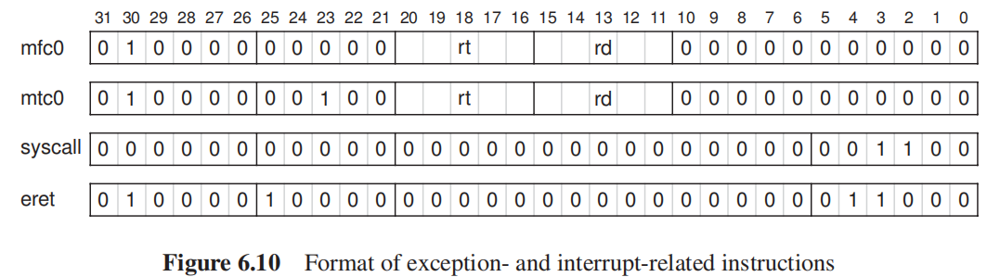 31 30 29 28 27 26 25 24 23 22 21 20 19 18 17 16 15 14 13 12 11 10 9 8 7 6 5 4 3 2 1 0
mfc0 0 1 0 0 0 0 0 0 0 0 0 rt rd 0 0 0 0 0 0 0 0 0 0 0
mtc0 0 1 0 0 0 0 0 0 1 0 0 rt rd 0 0 0 0 0 0 0 0 0 0 0
syscall 0 0 0 0 0 0 0 0 0 0 0 0 0 0 0 0 0 0 0 0 0 0 0 0 0 0 0 0 1 1 0 0
eret 0 1 0 0 0 0 1 0 0 0 0 0 0 0 0 0 0 0 0 0 0 0 0 0 0 0 0 1 1 0 0 0
Figure 6.10 Format of exception- and interrupt-related instructions